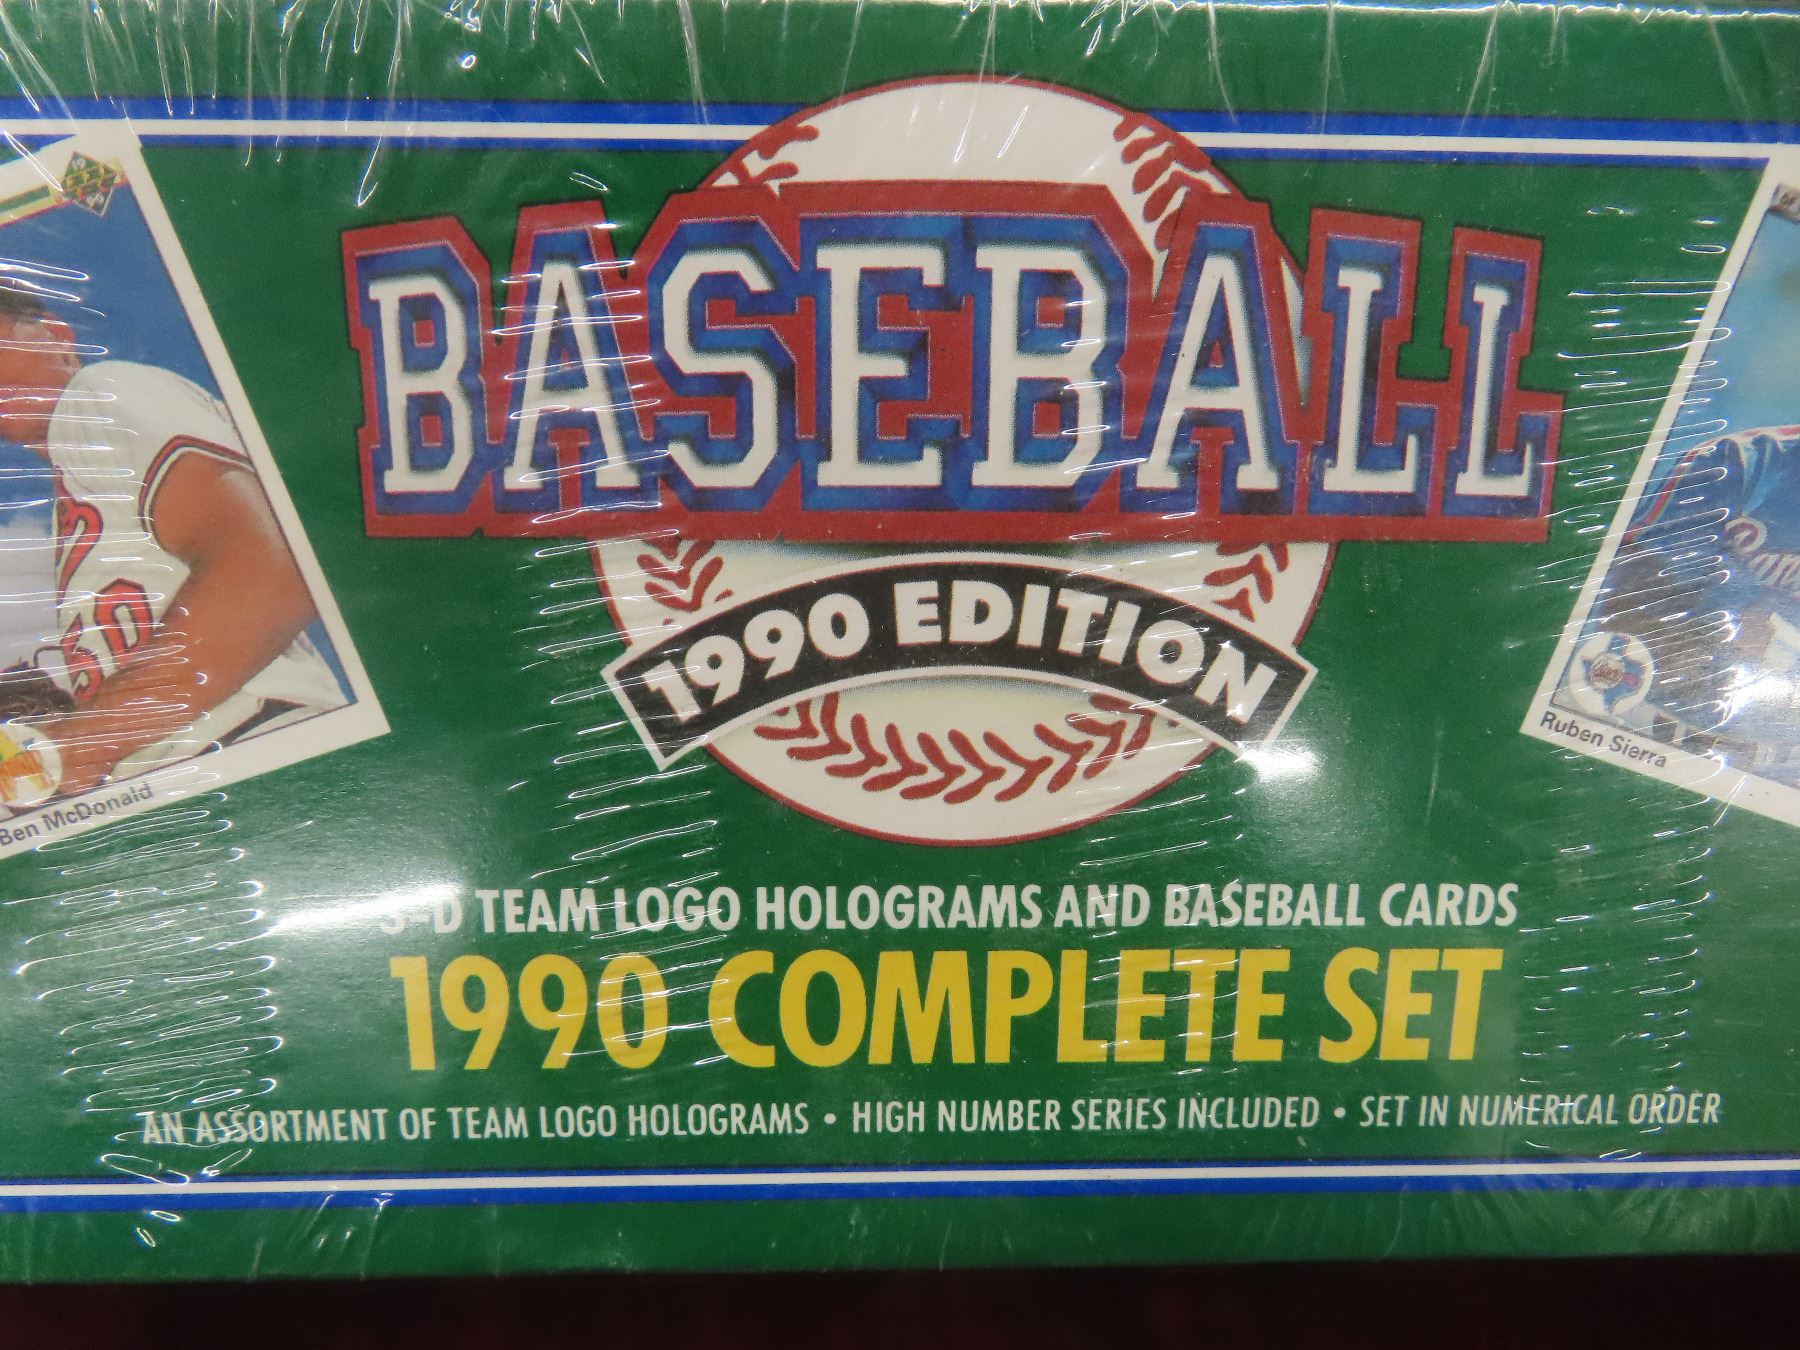 BASEBALL
1990 EDITION
Ben McDonald
Ruben Sierra
3-D TEAM LOGO HOLOGRAMS AND BASEBALL CARDS
1990 COMPLETE SET
AN ASSORTMENT OF TEAM LOGO HOLOGRAMS • HIGH NUMBER SERIES INCLUDED • SET IN NUMERICAL ORDER